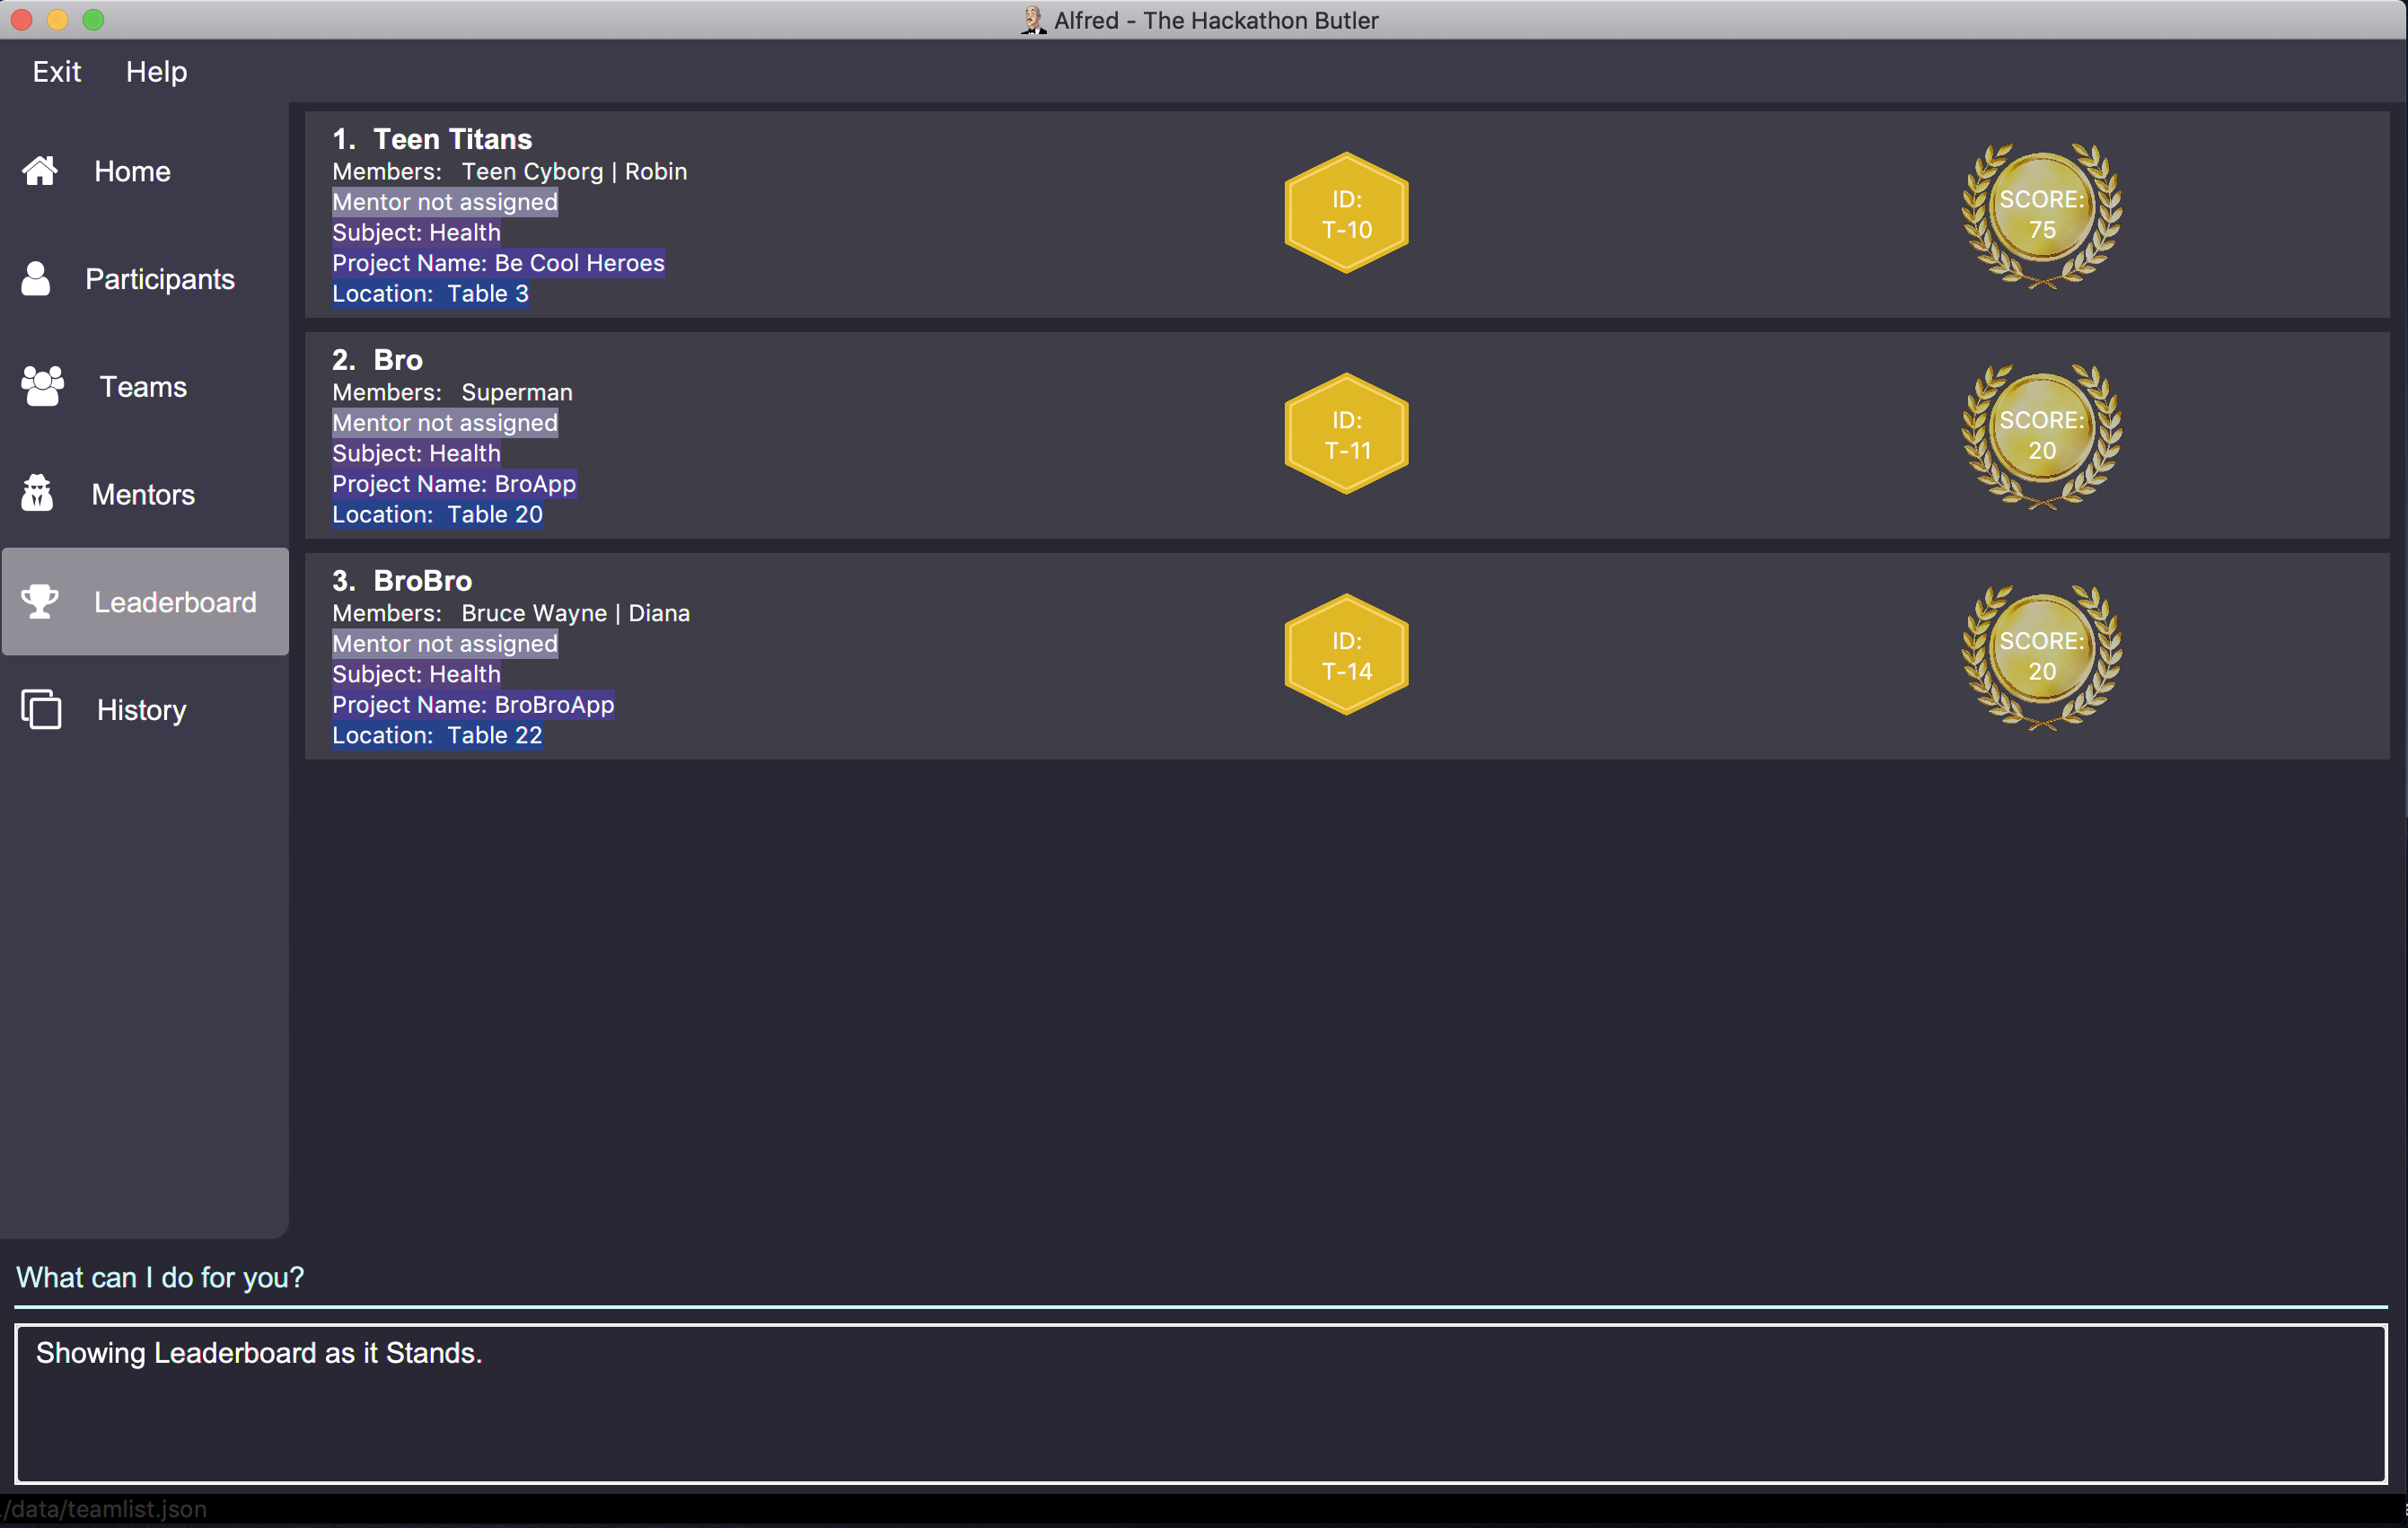 Alfred - The Hackathon Butler
Exit Help
Home
Participants
Teams
Mentors
Leaderboard
History
1. Teen Titans
Members: Teen Cyborg | Robin
Mentor not assigned
Subject: Health
Project Name: Be Cool Heroes
Location: Table 3
ID:
T-10
SCORE:
75
2. Bro
Members: Superman
Mentor not assigned
Subject: Health
Project Name: BroApp
Location: Table 20
ID:
T-11
SCORE:
20
3. BroBro
Members: Bruce Wayne | Diana
Mentor not assigned
Subject: Health
Project Name: BroBroApp
Location: Table 22
ID:
T-14
SCORE:
20
What can I do for you?
Showing Leaderboard as it Stands.
./data/teamlist.json